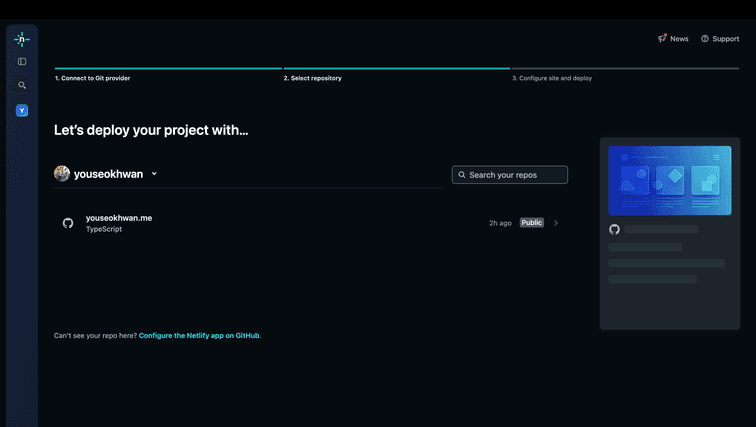 n
News
Support
1. Connect to Git provider
2. Select repository
3. Configure site and deploy
Y
Let's deploy your project with...
youseokhwan
Search your repos
youseokhwan.me
TypeScript
2h ago
Public
Can't see your repo here? Configure the Netlify app on GitHub.